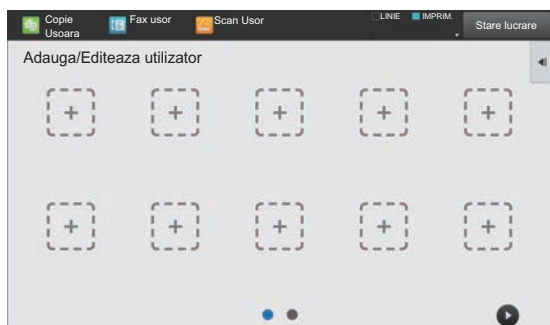 Copie
Usoara
Fax usor
Scan Usor
LINIE
IMPRIM.
Stare lucrare
Adauga/Editeaza utilizator